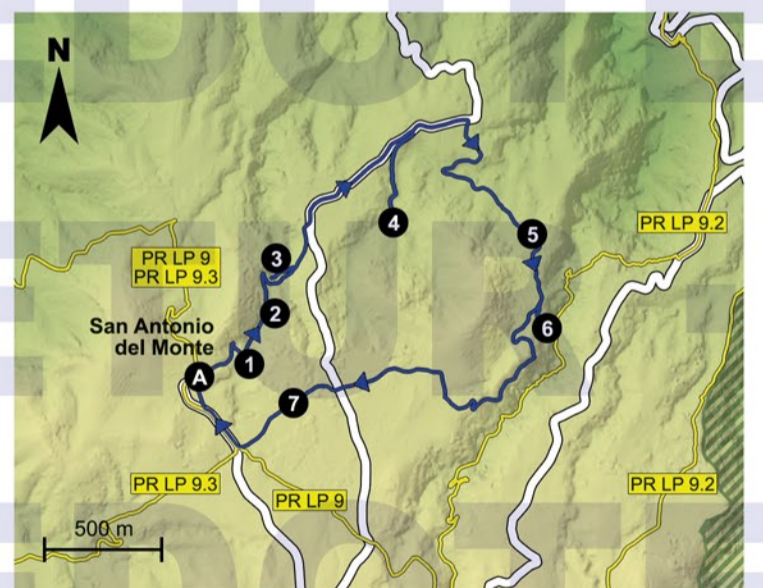 N
4
5
PR LP 9.2
3
PR LP 9
PR LP 9.3
2
San Antonio
del Monte
6
1
A
7
PR LP 9.3
PR LP 9
PR LP 9.2
500 m